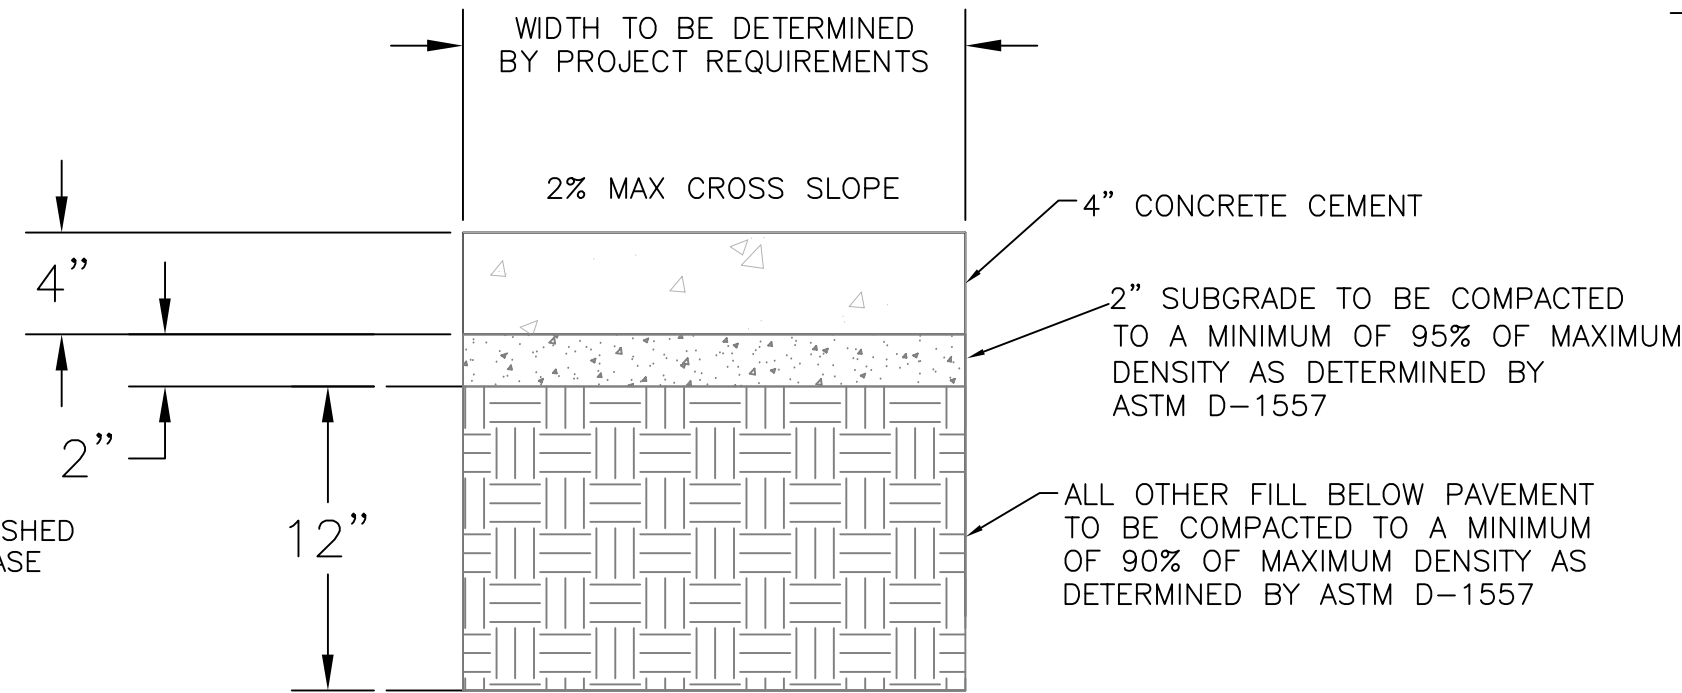 WIDTH TO BE DETERMINED
BY PROJECT REQUIREMENTS
2% MAX CROSS SLOPE
4” CONCRETE CEMENT
4”
2” SUBGRADE TO BE COMPACTED
TO A MINIMUM OF 95% OF MAXIMUM
DENSITY AS DETERMINED BY
ASTM D-1557
2”
12”
ALL OTHER FILL BELOW PAVEMENT
TO BE COMPACTED TO A MINIMUM
OF 90% OF MAXIMUM DENSITY AS
DETERMINED BY ASTM D-1557